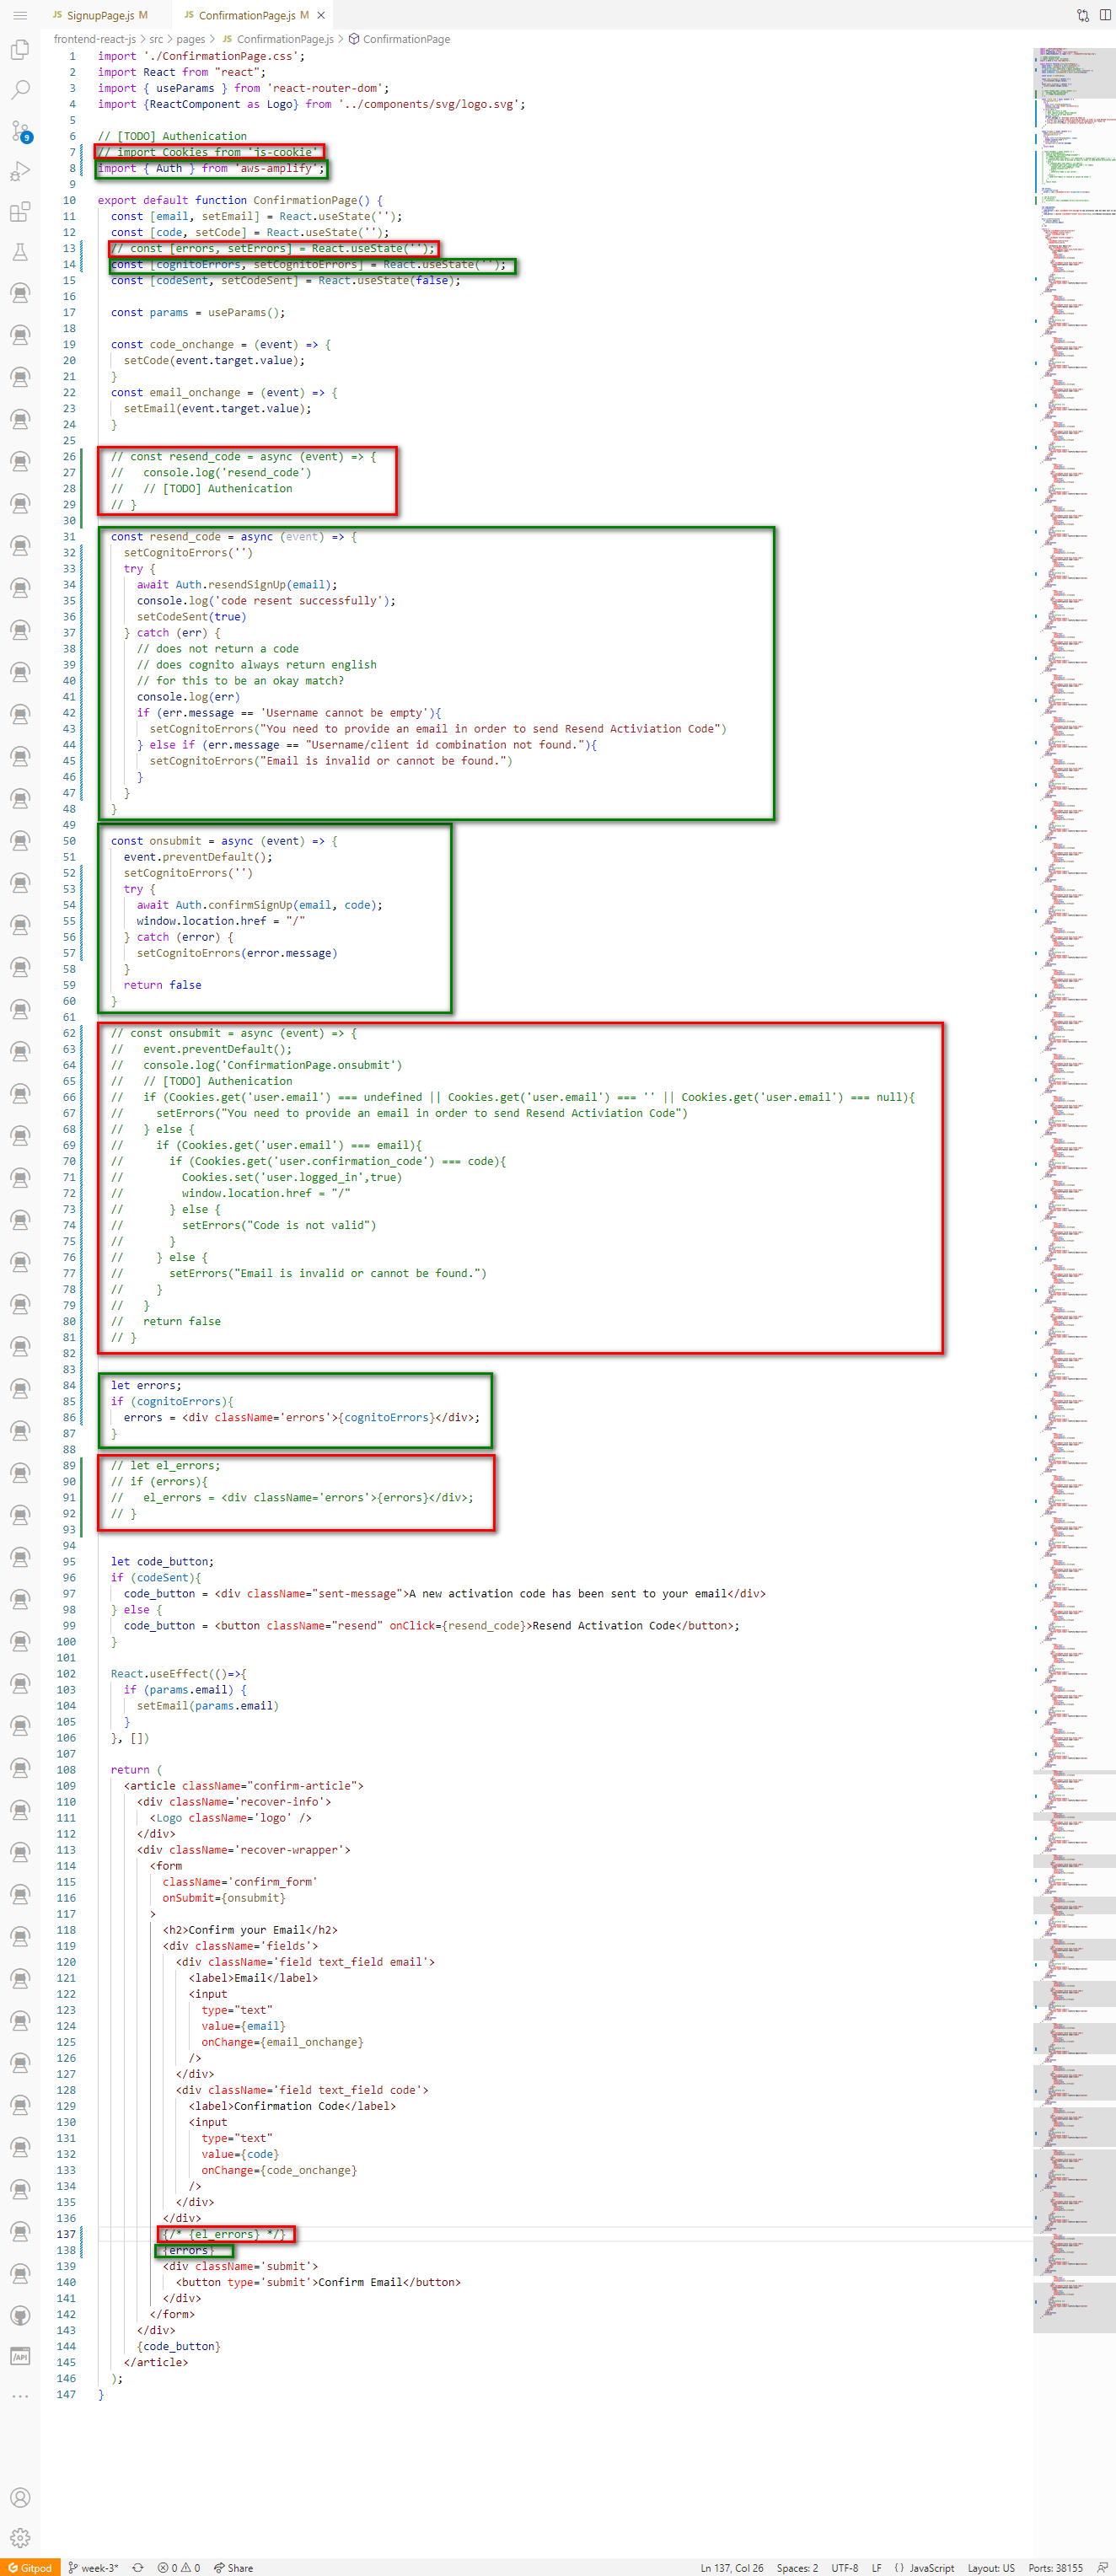 JS SignupPage.js M
JS ConfirmationPage.js M
frontend-react-js > src > pages > JS ConfirmationPage.js > ConfirmationPage
1 import './ConfirmationPage.css';
2 import React from "react";
3 import { useParams } from 'react-router-dom';
4 import {ReactComponent as Logo} from '../components/svg/logo.svg';
5
6 // [TODO] Authenication
7 // import Cookies from 'js-cookie'
8 import { Auth } from 'aws-amplify';
9
10 export default function ConfirmationPage() {
11 const [email, setEmail] = React.useState('');
12 const [code, setCode] = React.useState('');
13 // const [errors, setErrors] = React.useState('');
14 const [cognitoErrors, setCognitoErrors] = React.useState('');
15 const [codeSent, setCodeSent] = React.useState(false);
16
17 const params = useParams();
18
19 const code_onchange = (event) => {
20 setCode(event.target.value);
21 }
22 const email_onchange = (event) => {
23 setEmail(event.target.value);
24 }
25
26 // const resend_code = async (event) => {
27 //   console.log('resend_code')
28 //   // [TODO] Authenication
29 // }
30
31 const resend_code = async (event) => {
32 setCognitoErrors('')
33 try {
34 await Auth.resendSignUp(email);
35 console.log('code resent successfully');
36 setCodeSent(true)
37 } catch (err) {
38 // does not return a code
39 // does cognito always return english
40 // for this to be an okay match?
41 console.log(err)
42 if (err.message == 'Username cannot be empty'){
43 setCognitoErrors("You need to provide an email in order to send Resend Activiation Code")
44 } else if (err.message == "Username/client id combination not found."){
45 setCognitoErrors("Email is invalid or cannot be found.")
46 }
47 }
48 }
49
50 const onsubmit = async (event) => {
51 event.preventDefault();
52 setCognitoErrors('')
53 try {
54 await Auth.confirmSignUp(email, code);
55 window.location.href = "/"
56 } catch (error) {
57 setCognitoErrors(error.message)
58 }
59 return false
60 }
61
62 // const onsubmit = async (event) => {
63 //   event.preventDefault();
64 //   console.log('ConfirmationPage.onsubmit')
65 //   // [TODO] Authenication
66 //   if (Cookies.get('user.email') === undefined || Cookies.get('user.email') === '' || Cookies.get('user.email') === null){
67 //     setErrors("You need to provide an email in order to send Resend Activiation Code")
68 //   } else {
69 //     if (Cookies.get('user.email') === email){
70 //       if (Cookies.get('user.confirmation_code') === code){
71 //         Cookies.set('user.logged_in',true)
72 //         window.location.href = "/"
73 //       } else {
74 //         setErrors("Code is not valid")
75 //       }
76 //     } else {
77 //       setErrors("Email is invalid or cannot be found.")
78 //     }
79 //   }
80 //   return false
81 // }
82
83
84 let errors;
85 if (cognitoErrors){
86 errors = <div className='errors'>{cognitoErrors}</div>;
87 }
88
89 // let el_errors;
90 // if (errors){
91 //   el_errors = <div className='errors'>{errors}</div>;
92 // }
93
94
95 let code_button;
96 if (codeSent){
97 code_button = <div className="sent-message">A new activation code has been sent to your email</div>
98 } else {
99 code_button = <button className="resend" onClick={resend_code}>Resend Activation Code</button>;
100 }
101
102 React.useEffect(()=>{
103 if (params.email) {
104 setEmail(params.email)
105 }
106 }, [])
107
108 return (
109 <article className="confirm-article">
110 <div className='recover-info'>
111 <Logo className='logo' />
112 </div>
113 <div className='recover-wrapper'>
114 <form
115 className='confirm_form'
116 onSubmit={onsubmit}
117 >
118 <h2>Confirm your Email</h2>
119 <div className='fields'>
120 <div className='field text_field email'>
121 <label>Email</label>
122 <input
123 type="text"
124 value={email}
125 onChange={email_onchange}
126 />
127 </div>
128 <div className='field text_field code'>
129 <label>Confirmation Code</label>
130 <input
131 type="text"
132 value={code}
133 onChange={code_onchange}
134 />
135 </div>
136 </div>
137 {/* {el_errors} */}
138 {errors}
139 <div className='submit'>
140 <button type='submit'>Confirm Email</button>
141 </div>
142 </form>
143 </div>
144 {code_button}
145 </article>
146 );
147 }
9
/API
Gitpod week-3* 0 0 Share Ln 137, Col 26 Spaces: 2 UTF-8 LF {} JavaScript Layout: US Ports: 38155